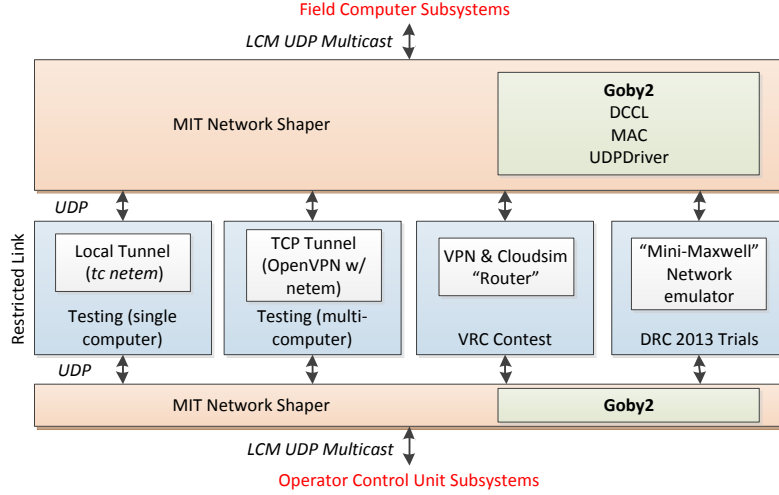 Field Computer Subsystems
LCM UDP Multicast
MIT Network Shaper
Goby2
DCCL
MAC
UDPDriver
UDP
Restricted Link
Local Tunnel
(tc netem)
Testing (single
computer)
TCP Tunnel
(OpenVPN w/
netem)
Testing (multi-
computer)
VPN & Cloudsim
“Router”
VRC Contest
“Mini-Maxwell”
Network
emulator
DRC 2013 Trials
UDP
MIT Network Shaper
Goby2
LCM UDP Multicast
Operator Control Unit Subsystems